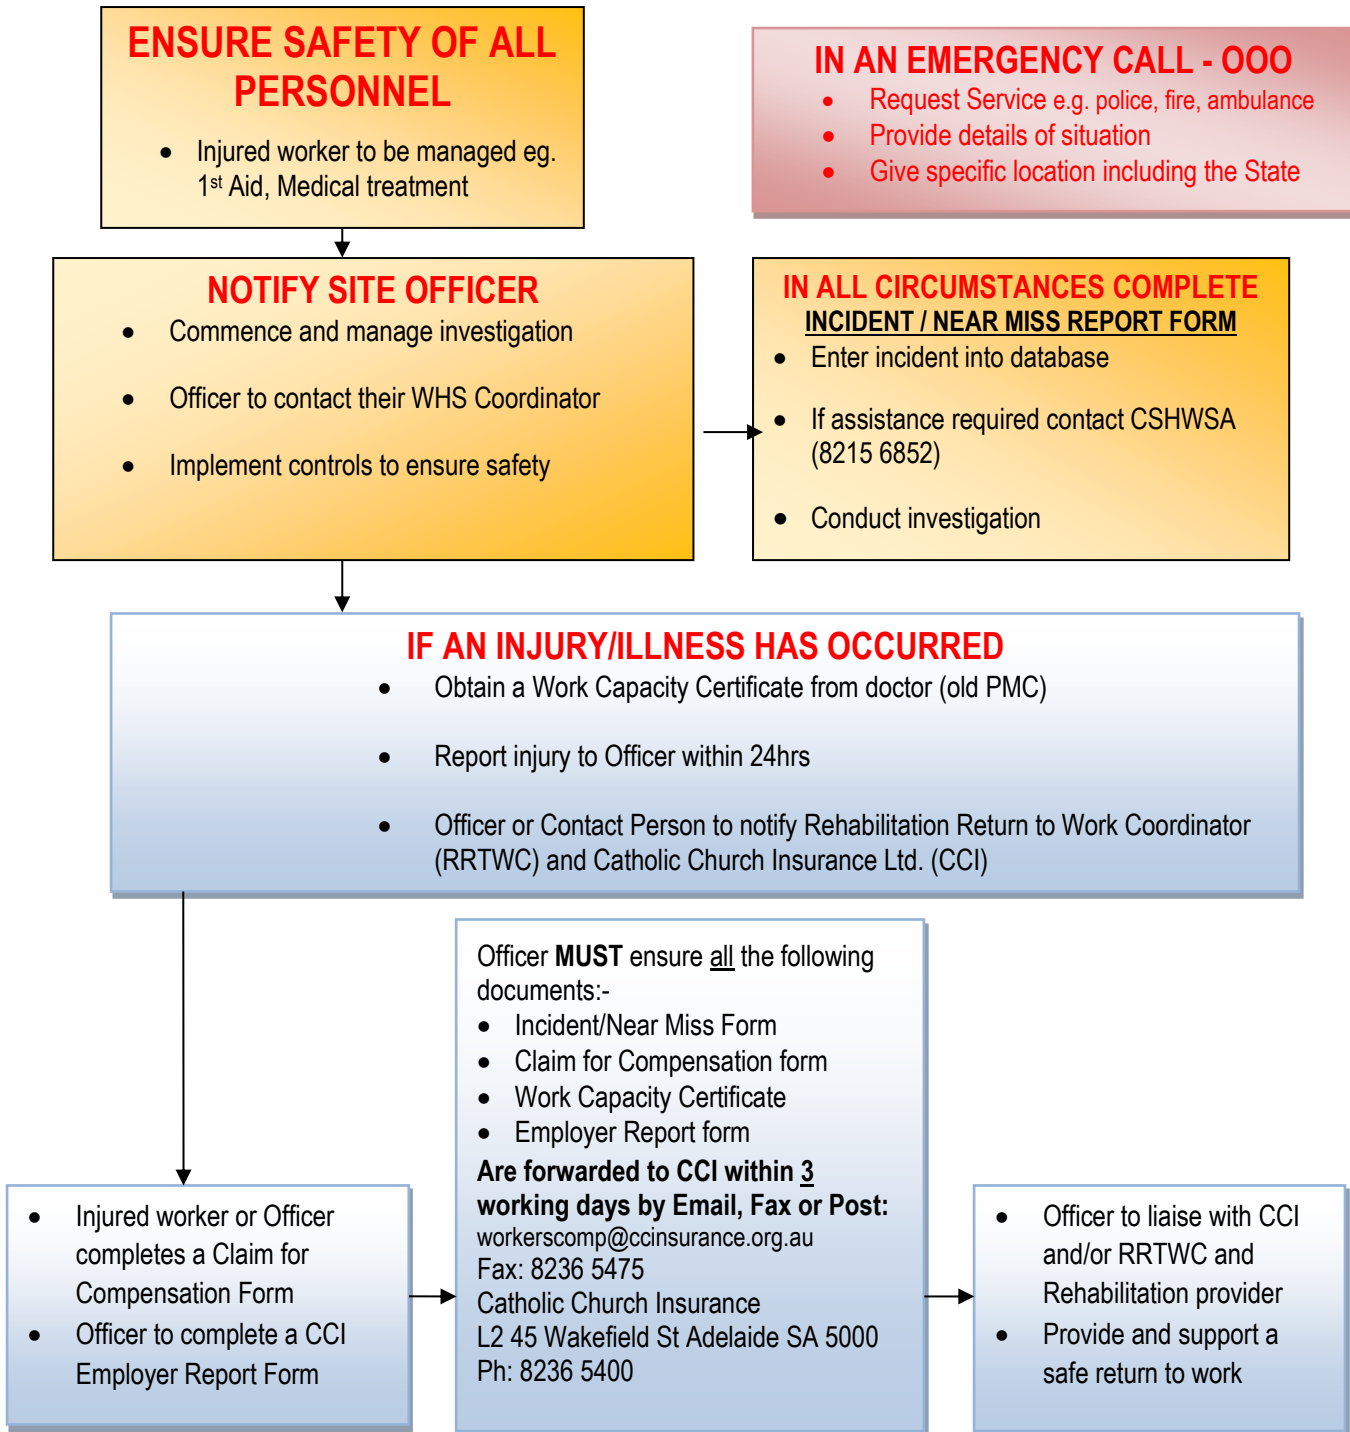 ENSURE SAFETY OF ALL
PERSONNEL
• Injured worker to be managed eg.
1st Aid, Medical treatment
IN AN EMERGENCY CALL - OOO
• Request Service e.g. police, fire, ambulance
• Provide details of situation
• Give specific location including the State
NOTIFY SITE OFFICER
• Commence and manage investigation
• Officer to contact their WHS Coordinator
• Implement controls to ensure safety
IN ALL CIRCUMSTANCES COMPLETE
INCIDENT / NEAR MISS REPORT FORM
• Enter incident into database
• If assistance required contact CSHWSA
(8215 6852)
• Conduct investigation
IF AN INJURY/ILLNESS HAS OCCURRED
• Obtain a Work Capacity Certificate from doctor (old PMC)
• Report injury to Officer within 24hrs
• Officer or Contact Person to notify Rehabilitation Return to Work Coordinator
(RRTWC) and Catholic Church Insurance Ltd. (CCI)
• Injured worker or Officer
completes a Claim for
Compensation Form
• Officer to complete a CCI
Employer Report Form
Officer MUST ensure all the following
documents:-
• Incident/Near Miss Form
• Claim for Compensation form
• Work Capacity Certificate
• Employer Report form
Are forwarded to CCI within 3
working days by Email, Fax or Post:
workerscomp@ccinsurance.org.au
Fax: 8236 5475
Catholic Church Insurance
L2 45 Wakefield St Adelaide SA 5000
Ph: 8236 5400
• Officer to liaise with CCI
and/or RRTWC and
Rehabilitation provider
• Provide and support a
safe return to work